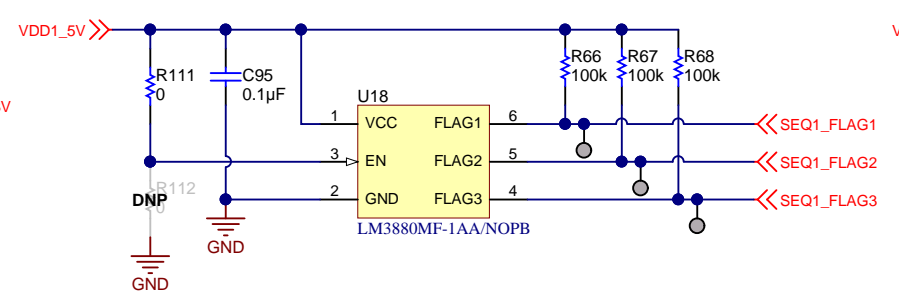 VDD1_5V
V
R66
100k
R67
100k
R68
100k
R111
0
C95
0.1µF
U18
V
1
VCC
FLAG1
6
SEQ1_FLAG1
3
EN
FLAG2
5
SEQ1_FLAG2
R112
DNP
0
2
GND
FLAG3
4
SEQ1_FLAG3
LM3880MF-1AA/NOPB
GND
GND